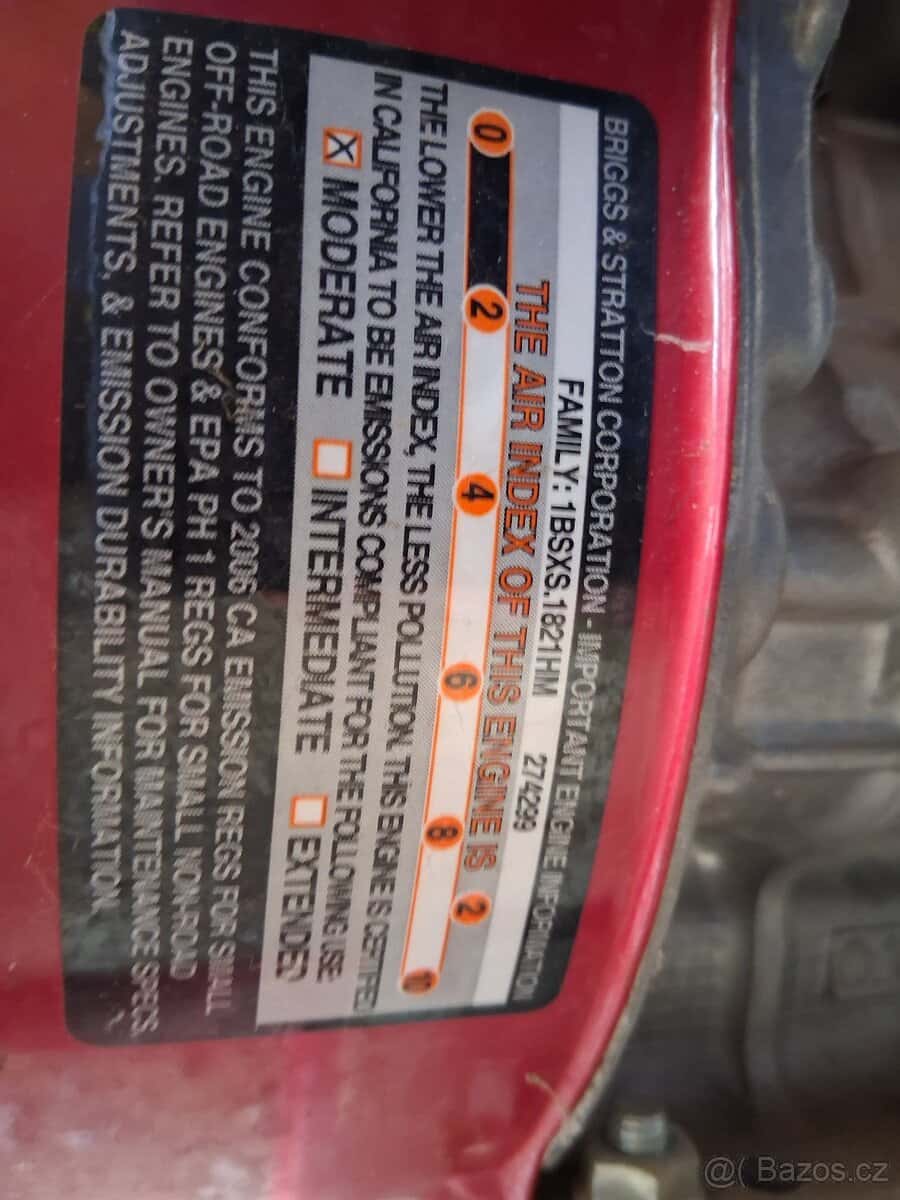 BRIGGS & STRATTON CORPORATION - IMPORTANT ENGINE INFORMATION
FAMILY: 1BSXS.1821HM 274299
THE AIR INDEX OF THIS ENGINE IS 2
0 2 4 6 8 10
THE LOWER THE AIR INDEX, THE LESS POLLUTION. THIS ENGINE IS CERTIFIED
IN CALIFORNIA TO BE EMISSIONS COMPLIANT FOR THE FOLLOWING USE:
☒ MODERATE ☐ INTERMEDIATE ☐ EXTENDED
THIS ENGINE CONFORMS TO 2006 CA EMISSION REGS FOR SMALL
OFF-ROAD ENGINES & EPA PH 1 REGS FOR SMALL NON-ROAD
ENGINES. REFER TO OWNER'S MANUAL FOR MAINTENANCE SPECS,
ADJUSTMENTS, & EMISSION DURABILITY INFORMATION.
@( Bazos.cz